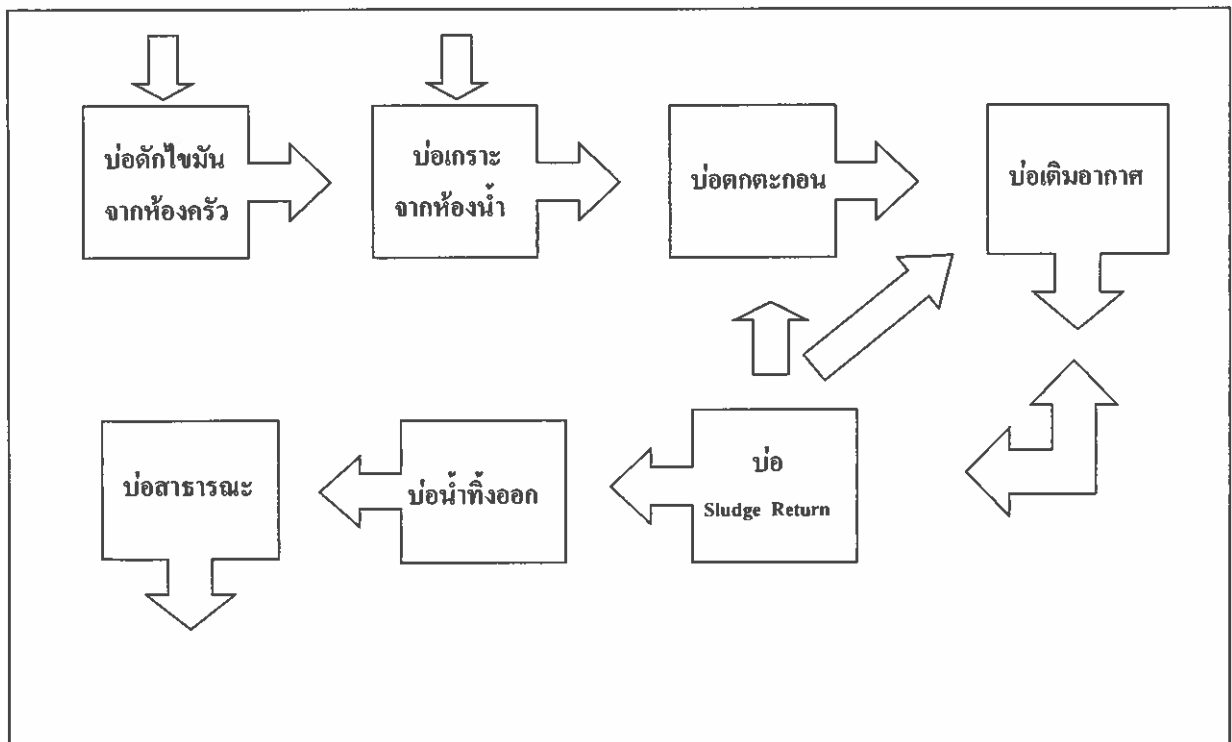 บ่อดักไขมัน
จากห้องครัว
บ่อเกราะ
จากห้องน้ำ
บ่อตกตะกอน
บ่อเติมอากาศ
บ่อสาธารณะ
บ่อน้ำทิ้งออก
บ่อ
Sludge Return